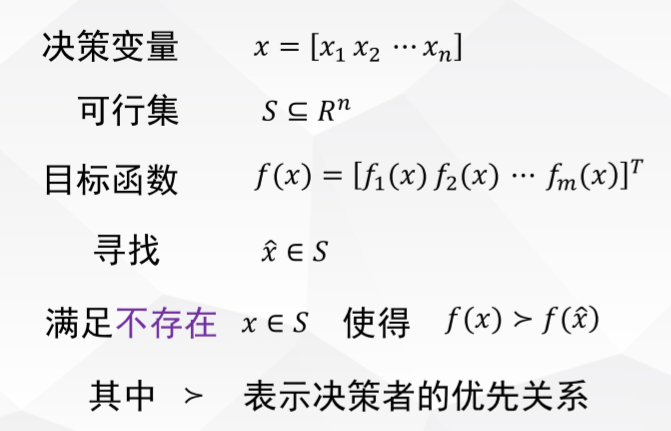 决策变量 x = [x₁ x₂ ⋯ xₙ]
可行集 S ⊆ Rⁿ
目标函数 f(x) = [f₁(x) f₂(x) ⋯ fₘ(x)]ᵀ
寻找 x̂ ∈ S
满足不存在 x ∈ S 使得 f(x) ≻ f(x̂)
其中 ≻ 表示决策者的优先关系